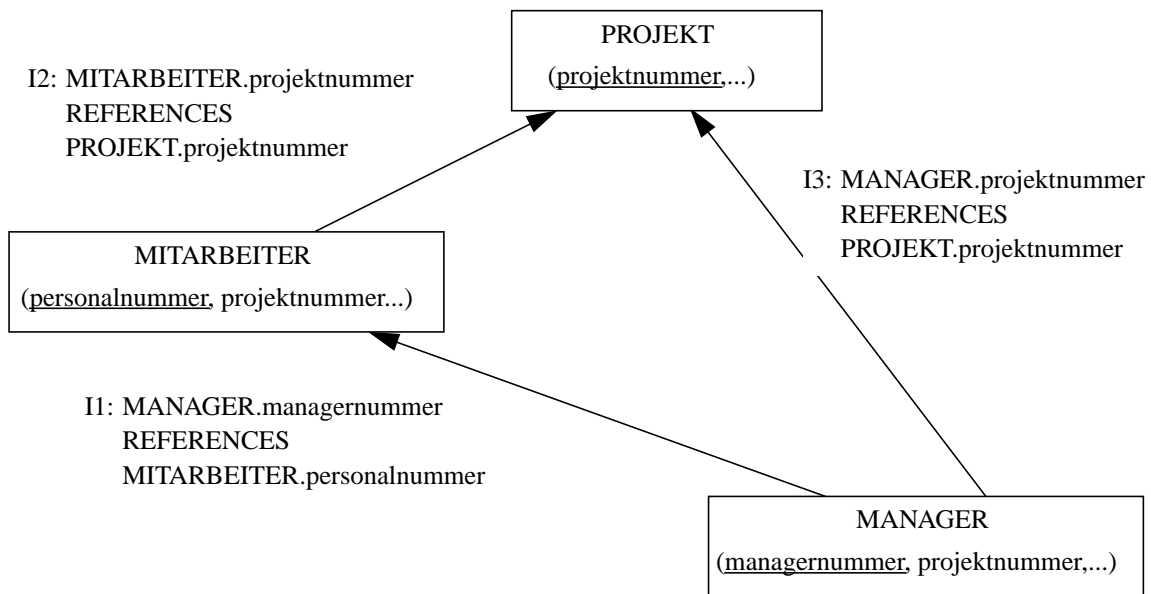 PROJEKT
(projektnummer,...)
I2: MITARBEITER.projektnummer
REFERENCES
PROJEKT.projektnummer
I3: MANAGER.projektnummer
REFERENCES
PROJEKT.projektnummer
MITARBEITER
(personalnummer, projektnummer...)
I1: MANAGER.managernummer
REFERENCES
MITARBEITER.personalnummer
MANAGER
(managernummer, projektnummer,...)